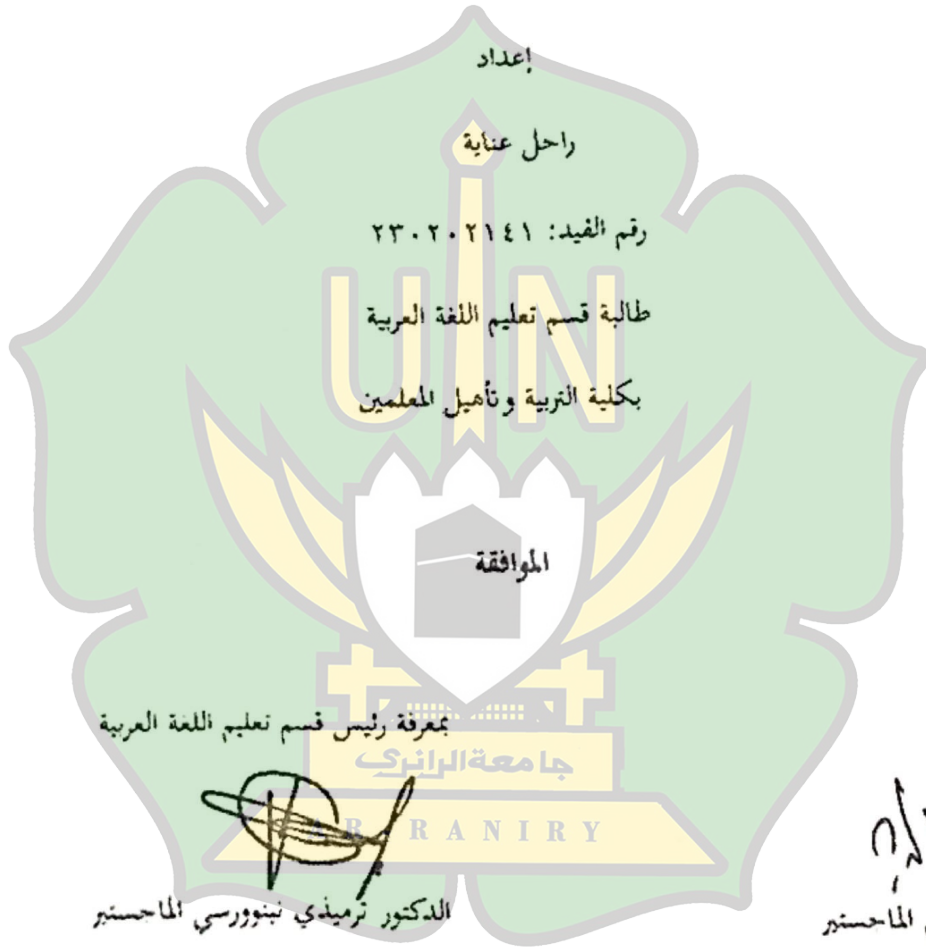 إعداد
راحل عناية
رقم القيد: ٢٣٠٢٠٢١٤١
طالبة قسم تعليم اللغة العربية
بكلية التربية وتأهيل المعلمين
UIN
الموافقة
بمعرفة رئيس قسم تعليم اللغة العربية
جامعة الرانري
AR RANIRY
الدكتور ترميذي نينوورسي الماجستير
الماجستير